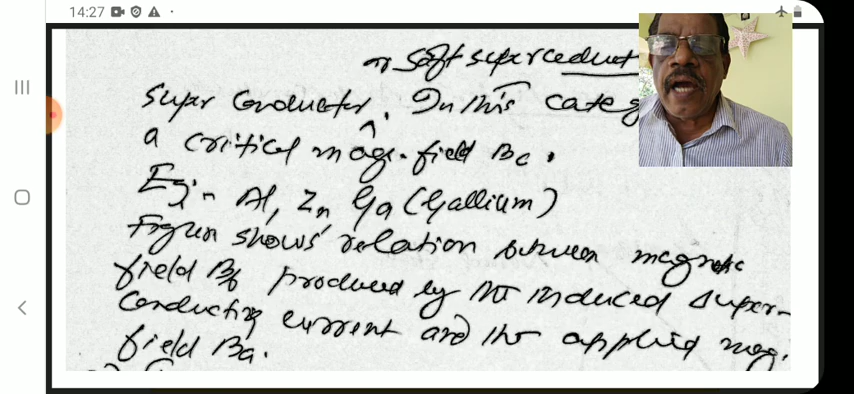 14:27
or Soft superconduct
Super Conductor. In this categ
a critical mag. field Bc.
Eg:- Al, Zn, Ga (Gallium)
Figure shows relation between magnetic
field produced by the induced super-
Conducting current and the applied mag.
field Ba.